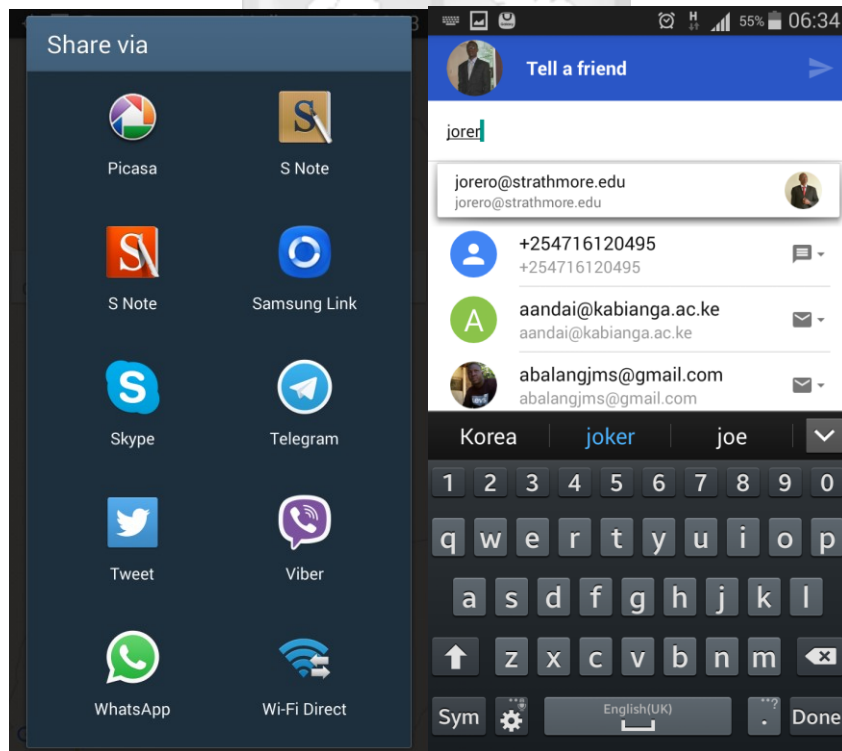 Share via
Picasa
S Note
S Note
Samsung Link
Skype
Telegram
Tweet
Viber
WhatsApp
Wi-Fi Direct
H
55%
06:34
Tell a friend
jorer
jorero@strathmore.edu
jorero@strathmore.edu
+254716120495
+254716120495
A
aandai@kabianga.ac.ke
aandai@kabianga.ac.ke
abalangjms@gmail.com
abalangjms@gmail.com
Korea joker joe
1 2 3 4 5 6 7 8 9 0
q w e r t y u i o p
a s d f g h j k l
z x c v b n m
Sym English(UK) . Done